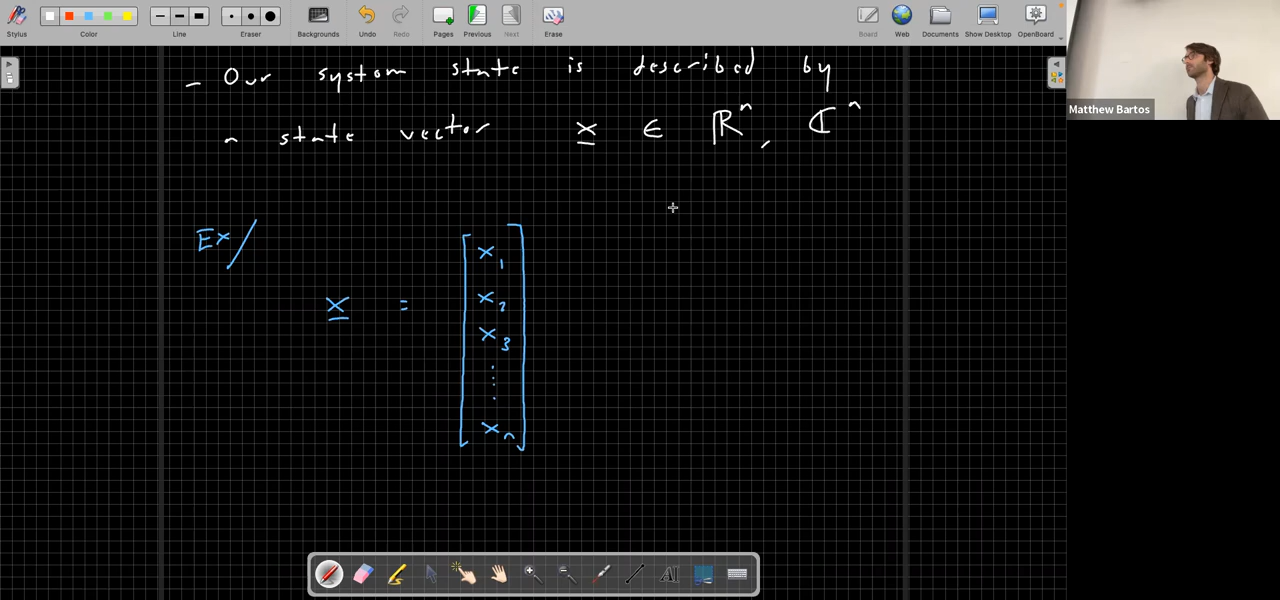 Stylus Color Line Eraser Backgrounds Undo Redo Pages Previous Next Erase Board Web Documents Show Desktop OpenBoard
Matthew Bartos
- Our system state is described by
a state vector x ∈ ℝⁿ, ℂⁿ
Ex/
x = [x₁
x₂
x₃
⋮
xₙ]
AI